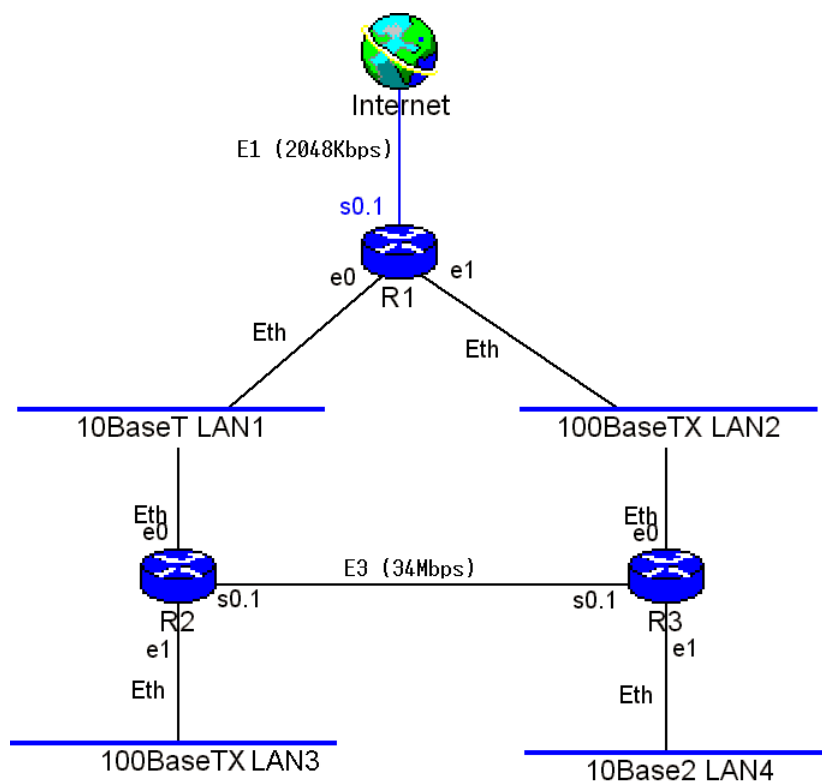 Internet
E1 (2048Kbps)
s0.1
e0
e1
R1
Eth
Eth
10BaseT LAN1
100BaseTX LAN2
Eth
e0
Eth
e0
E3 (34Mbps)
s0.1
s0.1
R2
R3
e1
e1
Eth
Eth
100BaseTX LAN3
10Base2 LAN4